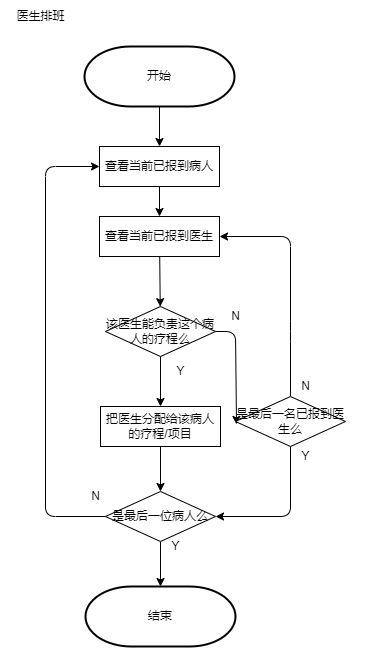 医生排班
开始
查看当前已报到病人
查看当前已报到医生
该医生能负责这个病
人的疗程么
N
Y
把医生分配给该病人
的疗程/项目
是最后一名已报到医
生么
N
Y
N
是最后一位病人么
Y
结束